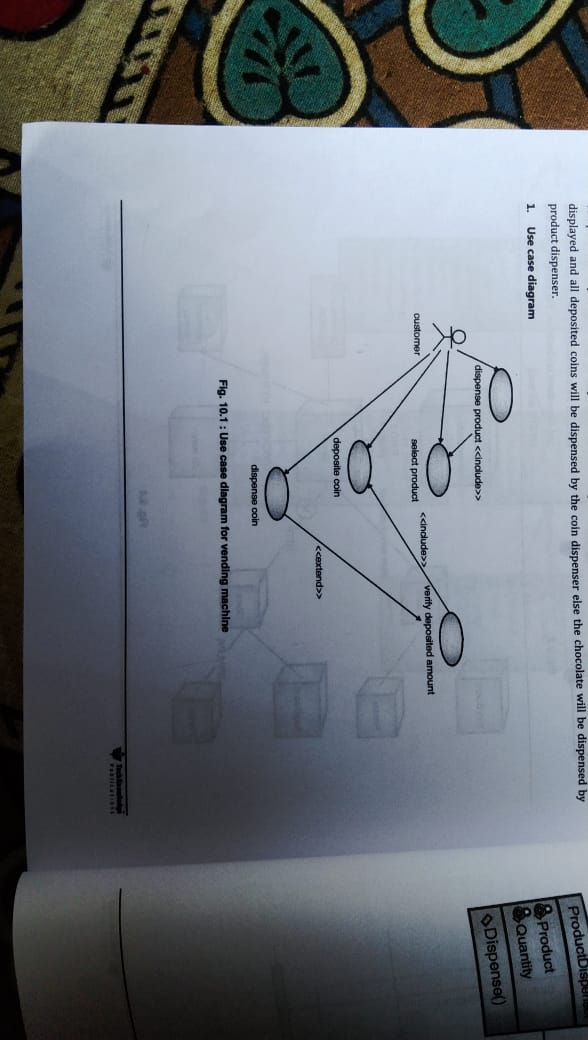 displayed and all deposited coins will be dispensed by the coin dispenser else the chocolate will be dispensed by
product dispenser.
1. Use case diagram
dispense product <<include>>
customer
select product
<<include>>
verify deposited amount
deposite coin
<<extend>>
dispense coin
Fig. 10.1 : Use case diagram for vending machine
TechKnowledge
Publications
Product
Quantity
Dispense()